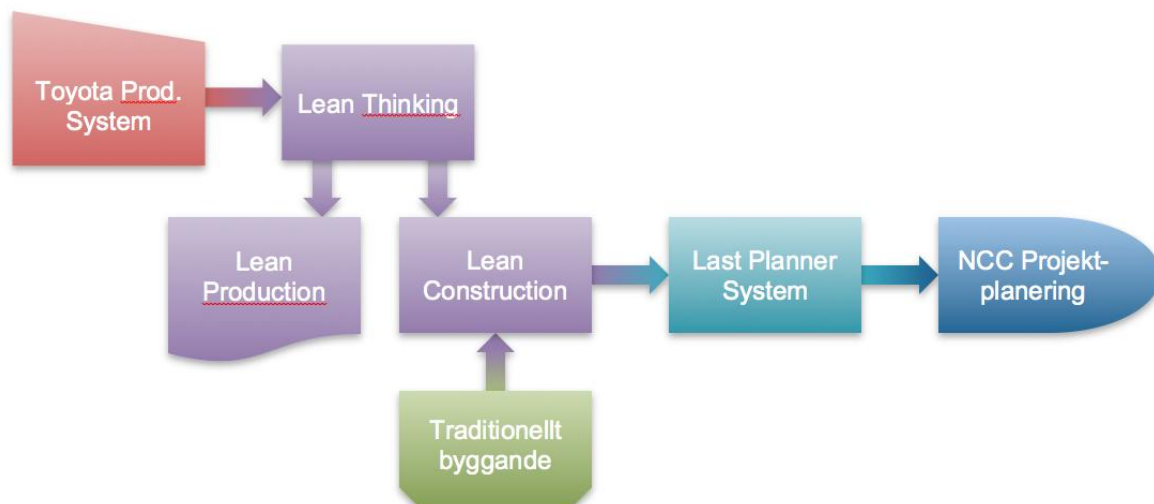 Toyota Prod.
System
Lean Thinking
Lean
Production
Lean
Construction
Last Planner
System
NCC Projekt-
planering
Traditionellt
byggande